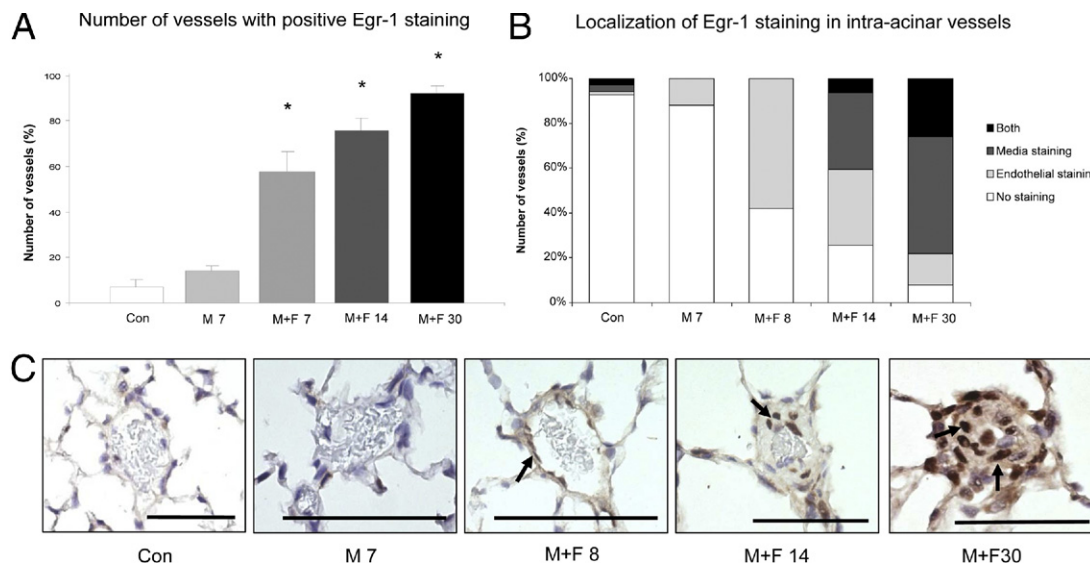 A
Number of vessels with positive Egr-1 staining
Number of vessels (%)
100
80
60
40
20
0
*
*
*
Con
M 7
M+F 7
M+F 14
M+F 30
B
Localization of Egr-1 staining in intra-acinar vessels
Number of vessels (%)
100%
80%
60%
40%
20%
0%
Con
M 7
M+F 8
M+F 14
M+F 30
Both
Media staining
Endothelial stainin
No staining
C
Con
M 7
M+F 8
M+F 14
M+F30